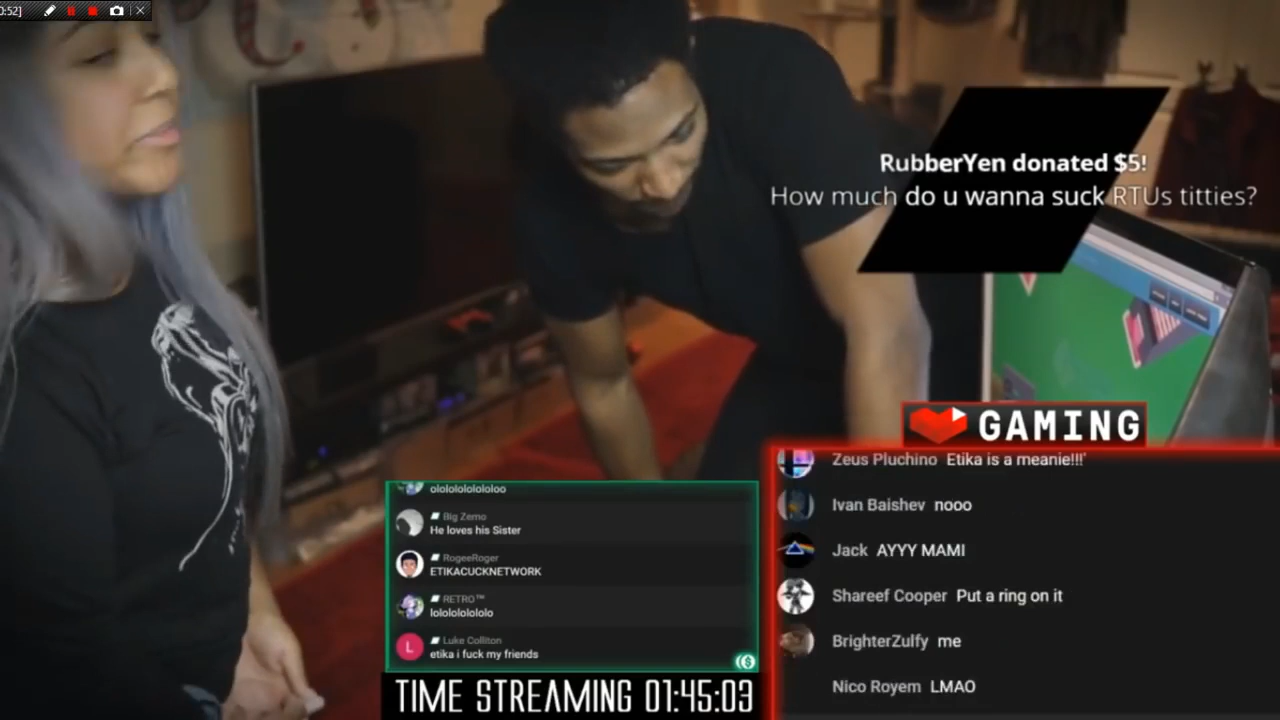 0:52]
RubberYen donated $5!
How much do u wanna suck RTUs titties?
GAMING
Zeus Pluchino Etika is a meanie!!!'
Ivan Baishev nooo
Jack AYYY MAMI
Shareef Cooper Put a ring on it
BrighterZulfy me
Nico Royem LMAO
olololololololoo
Big Zemo
He loves his Sister
RogeeRoger
ETIKACUCKNETWORK
RETRO™
lolololololo
L
Luke Colliton
etika i fuck my friends
TIME STREAMING 01:45:03